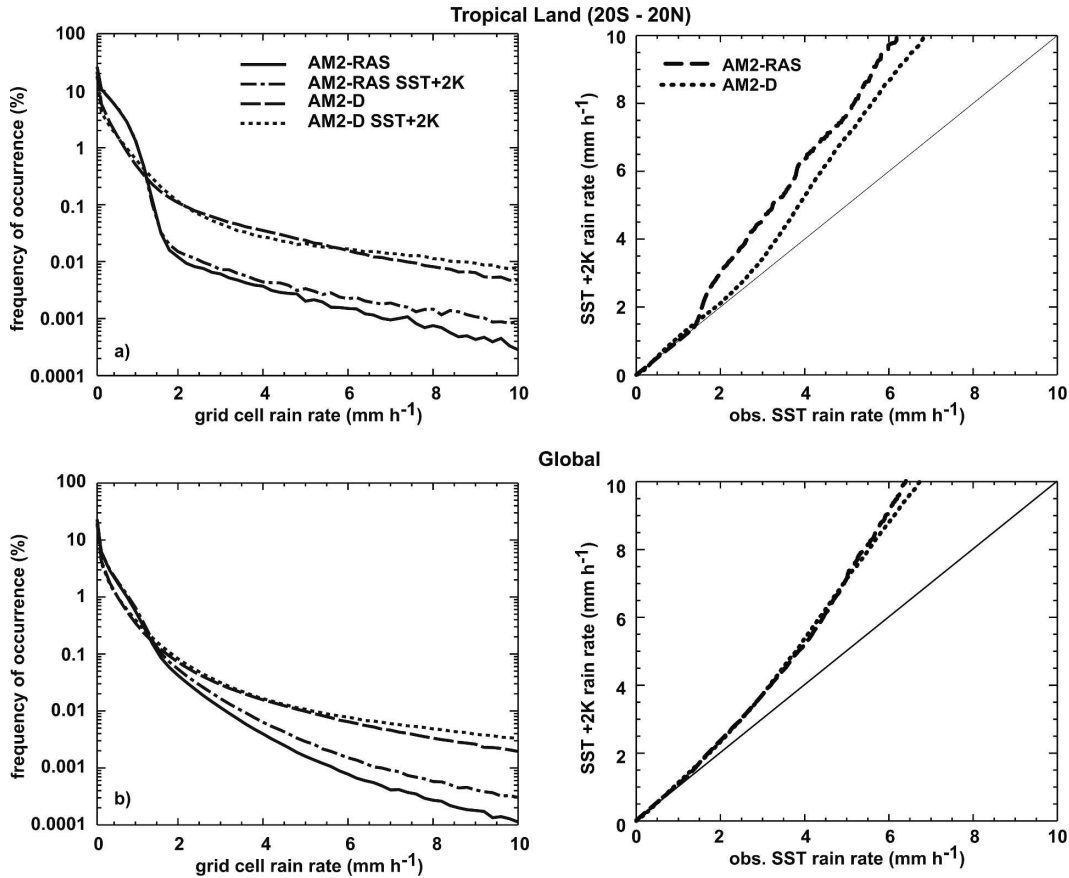 Tropical Land (20S - 20N)
100
10
1
0.1
0.01
0.001
0.0001
frequency of occurrence (%)
AM2-RAS
AM2-RAS SST+2K
AM2-D
AM2-D SST+2K
a)
0 2 4 6 8 10
grid cell rain rate (mm h-1)
10
8
6
4
2
0
SST +2K rain rate (mm h-1)
AM2-RAS
AM2-D
0 2 4 6 8 10
obs. SST rain rate (mm h-1)
Global
100
10
1
0.1
0.01
0.001
0.0001
frequency of occurrence (%)
b)
0 2 4 6 8 10
grid cell rain rate (mm h-1)
10
8
6
4
2
0
SST +2K rain rate (mm h-1)
0 2 4 6 8 10
obs. SST rain rate (mm h-1)